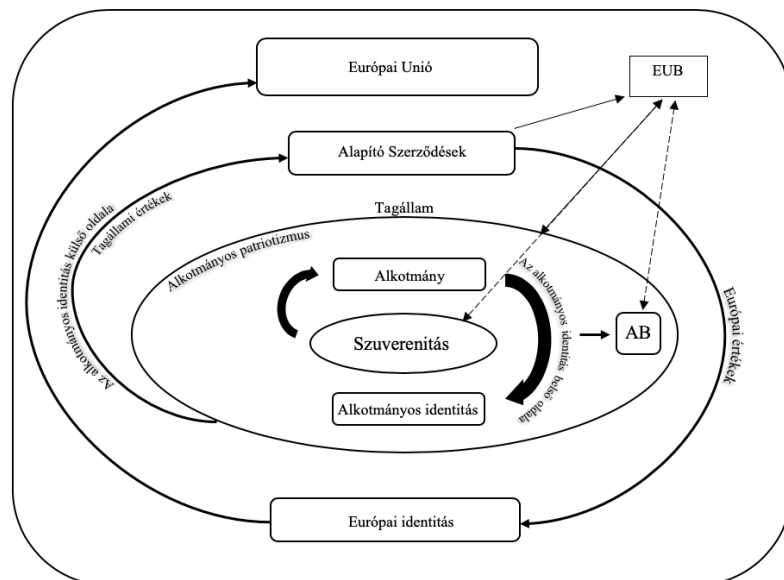 Európai Unió
EUB
Alapító Szerződések
Tagállam
Az alkotmányos identitás külső oldala
Tagállami értékek
Alkotmányos patriotizmus
Alkotmány
Az alkotmányos identitás belső oldala
Európai értékek
Szuverenitás
AB
Alkotmányos identitás
Európai identitás